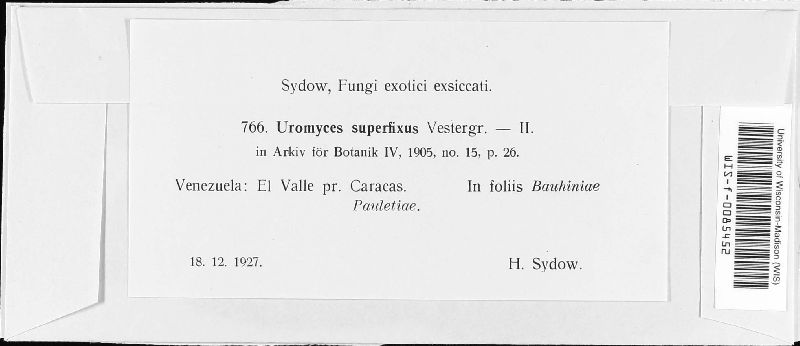 Sydow, Fungi exotici exsiccati.
766. Uromyces superfixus Vestergr. — II.
in Arkiv för Botanik IV, 1905, no. 15, p. 26.
Venezuela: El Valle pr. Caracas. In foliis Bauhiniae
Pauletiae.
18. 12. 1927. H. Sydow.
University of Wisconsin-Madison (WIS)
WIS-f-0085452